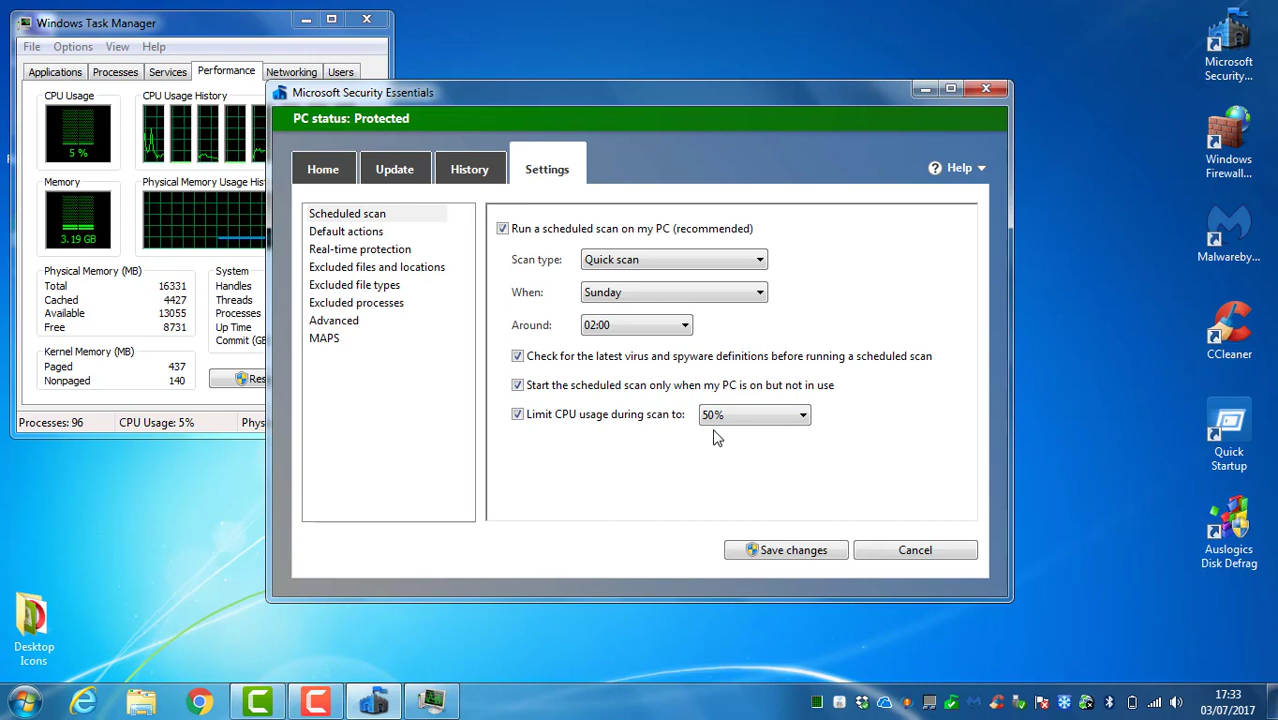 Windows Task Manager
File Options View Help
Applications Processes Services Performance Networking Users
CPU Usage
CPU Usage History
5 %
Memory
Physical Memory Usage Hist
3.19 GB
Physical Memory (MB)
Total 16331
Cached 4427
Available 13055
Free 8731
System
Handles
Threads
Processes
Up Time
Commit (GB
Kernel Memory (MB)
Paged 437
Nonpaged 140
Processes: 96
CPU Usage: 5%
Microsoft Security Essentials
PC status: Protected
Home
Update
History
Settings
Help
Scheduled scan
Default actions
Real-time protection
Excluded files and locations
Excluded file types
Excluded processes
Advanced
MAPS
Run a scheduled scan on my PC (recommended)
Scan type: Quick scan
When: Sunday
Around: 02:00
Check for the latest virus and spyware definitions before running a scheduled scan
Start the scheduled scan only when my PC is on but not in use
Limit CPU usage during scan to: 50%
Save changes
Cancel
Microsoft
Security...
Windows
Firewall...
Malwareby...
CCleaner
Quick
Startup
Auslogics
Disk Defrag
Desktop
Icons
17:33
03/07/2017